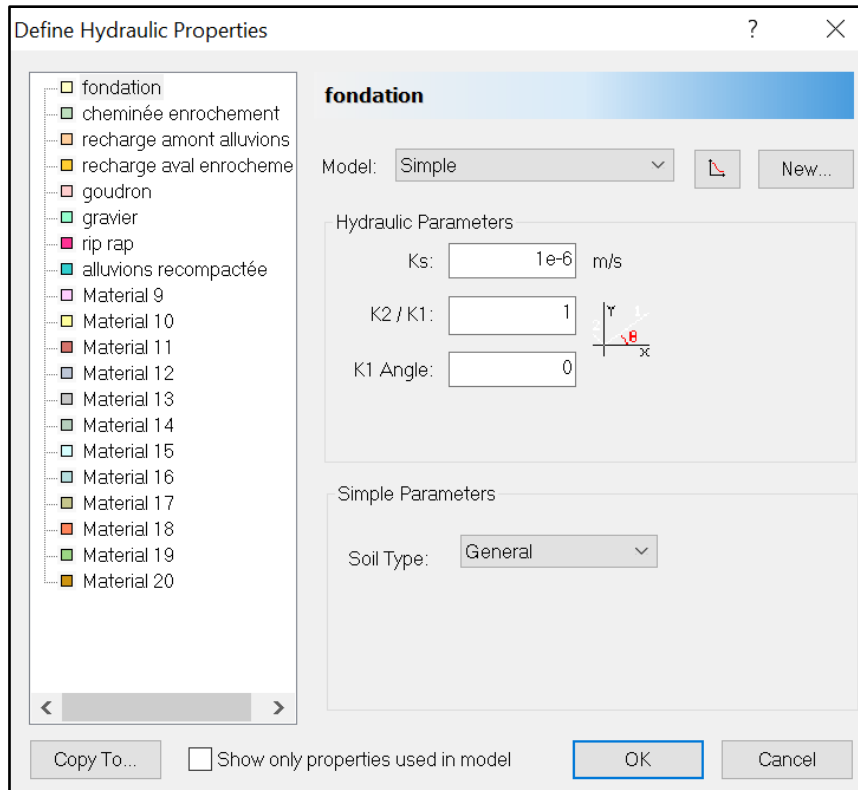 Define Hydraulic Properties ?
fondation
cheminée enrochement
recharge amont alluvions
recharge aval enrocheme
goudron
gravier
rip rap
alluvions recompactée
Material 9
Material 10
Material 11
Material 12
Material 13
Material 14
Material 15
Material 16
Material 17
Material 18
Material 19
Material 20
fondation
Model: Simple New...
Hydraulic Parameters
Ks: 1e-6 m/s
K2 / K1: 1
K1 Angle: 0
Y
1
2
θ
X
Simple Parameters
Soil Type: General
Copy To... Show only properties used in model OK Cancel